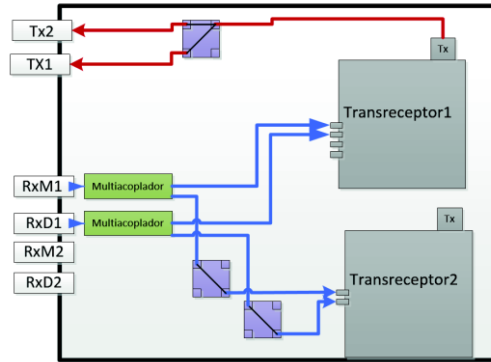 Tx2
TX1
Tx
Transreceptor1
RxM1
Multiacoplador
RxD1
Multiacoplador
RxM2
RxD2
Tx
Transreceptor2